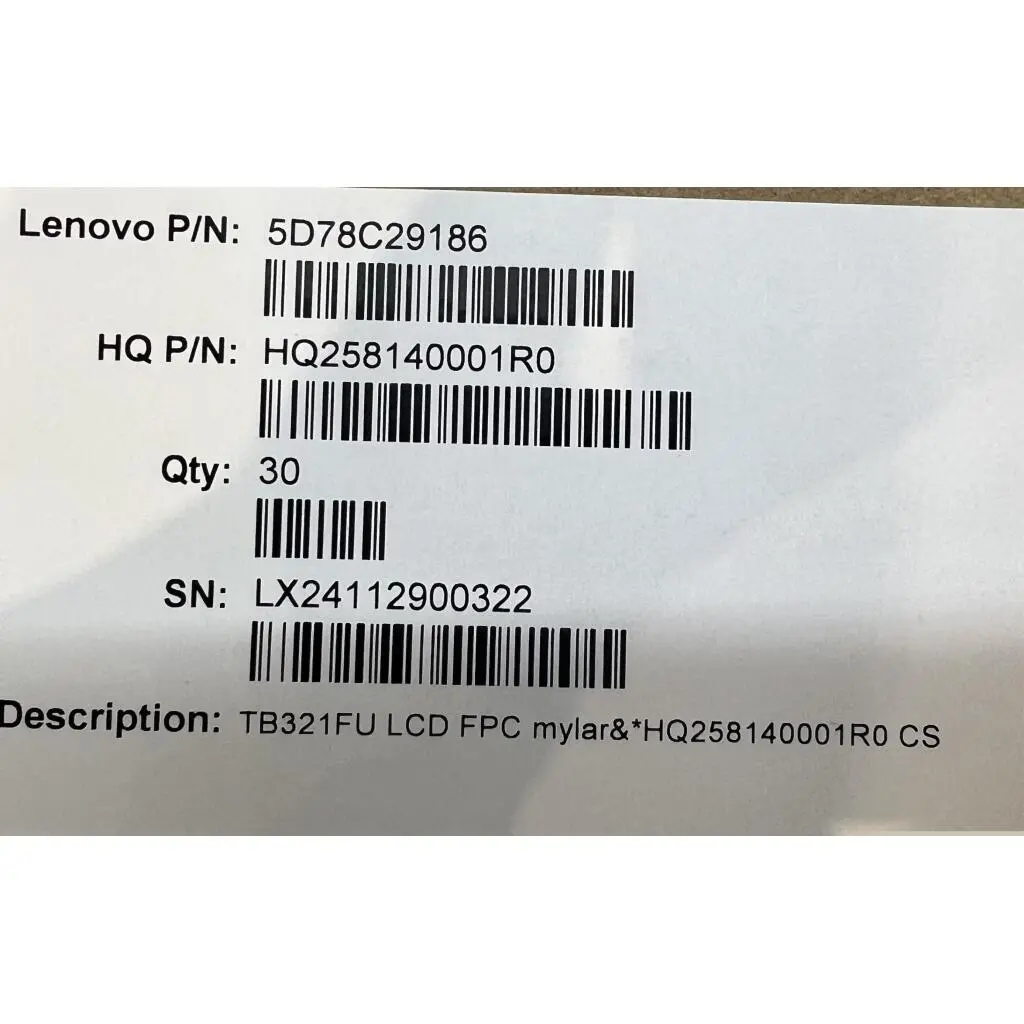 Lenovo P/N: 5D78C29186
HQ P/N: HQ258140001R0
Qty: 30
SN: LX24112900322
Description: TB321FU LCD FPC mylar&*HQ258140001R0 CS